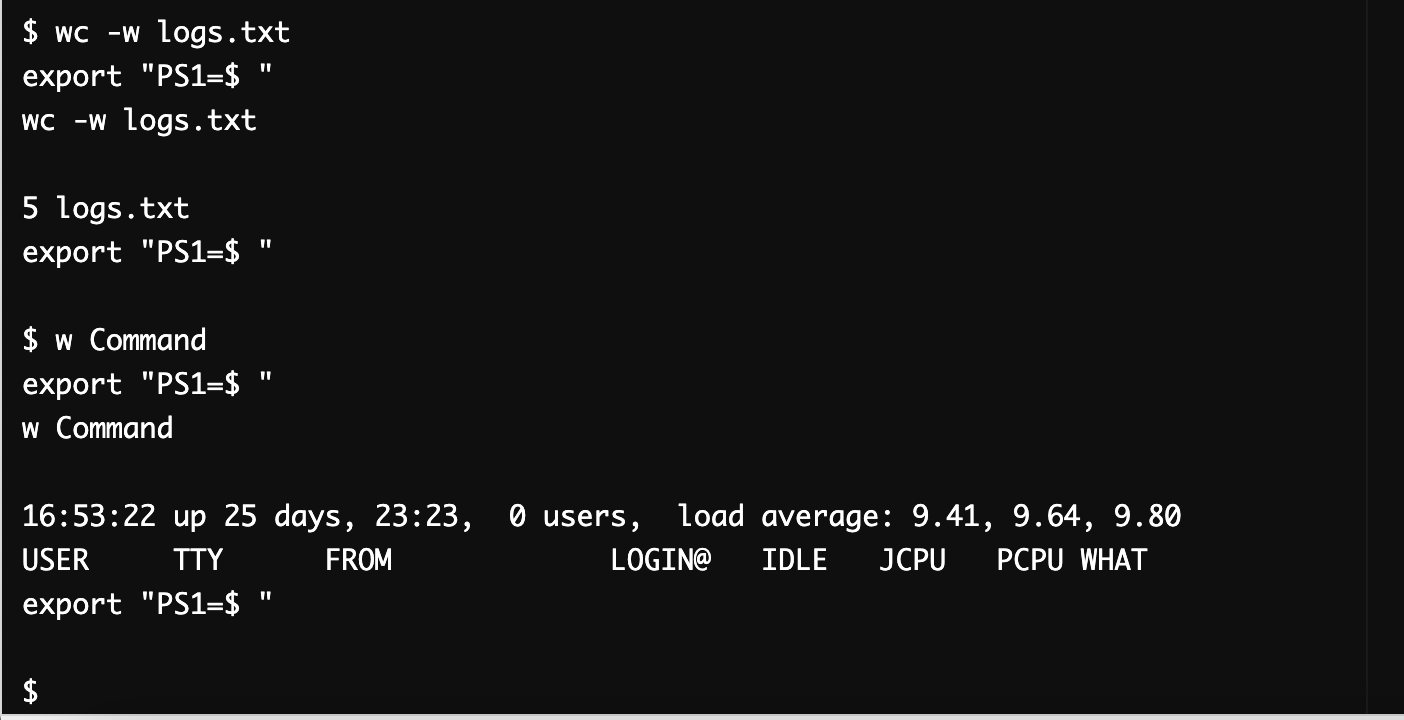 $ wc -w logs.txt
export "PS1=$ "
wc -w logs.txt
5 logs.txt
export "PS1=$ "
$ w Command
export "PS1=$ "
w Command
16:53:22 up 25 days, 23:23,  0 users,  load average: 9.41, 9.64, 9.80
USER     TTY      FROM             LOGIN@   IDLE   JCPU   PCPU WHAT
export "PS1=$ "
$